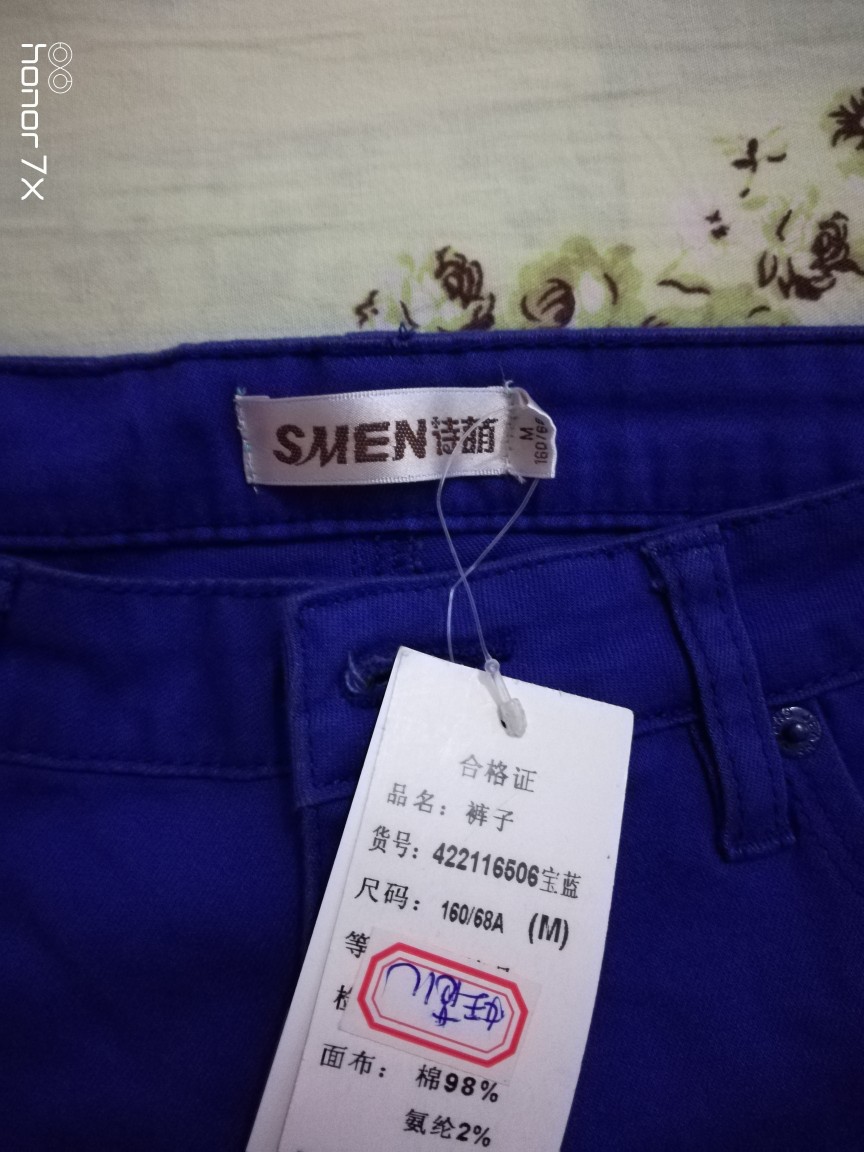 honor 7X
SMEN诗萌
M
160/6
合格证
品名：裤子
货号：422116506宝蓝
尺码：160/68A (M)
等
面布：棉98%
氨纶2%